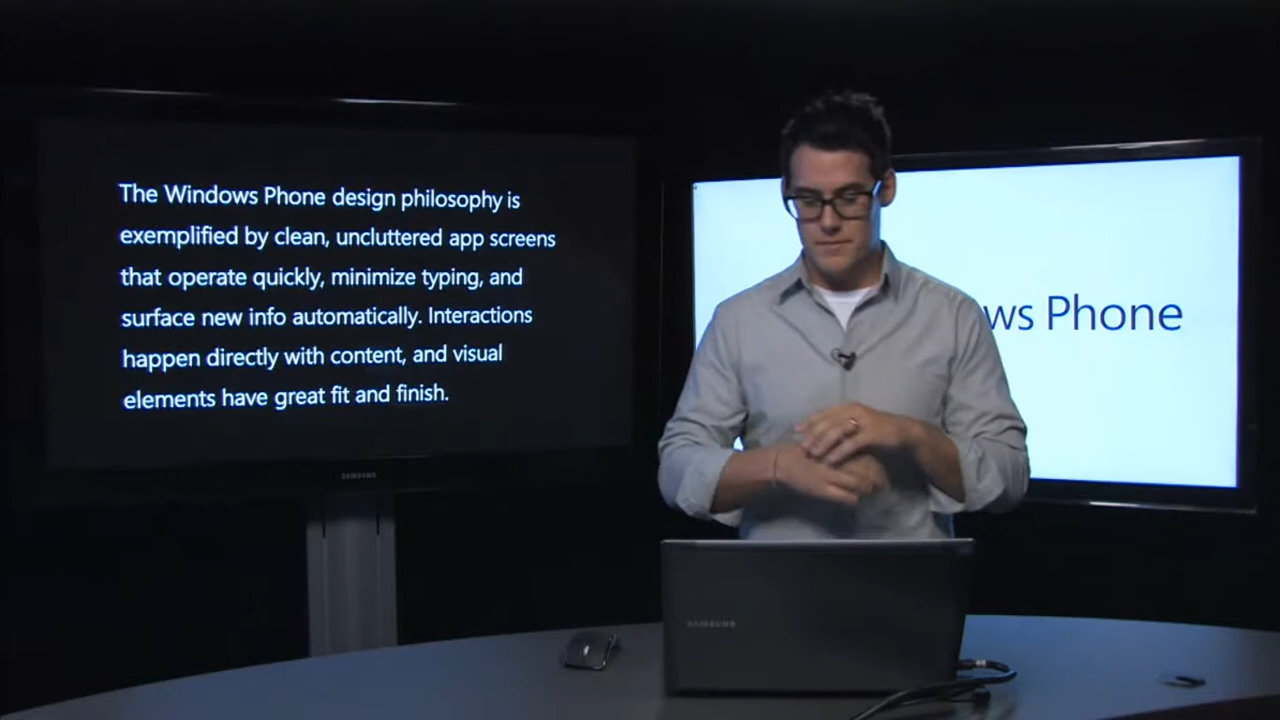 The Windows Phone design philosophy is
exemplified by clean, uncluttered app screens
that operate quickly, minimize typing, and
surface new info automatically. Interactions
happen directly with content, and visual
elements have great fit and finish.
SAMSUNG
ws Phone
SAMSUNG